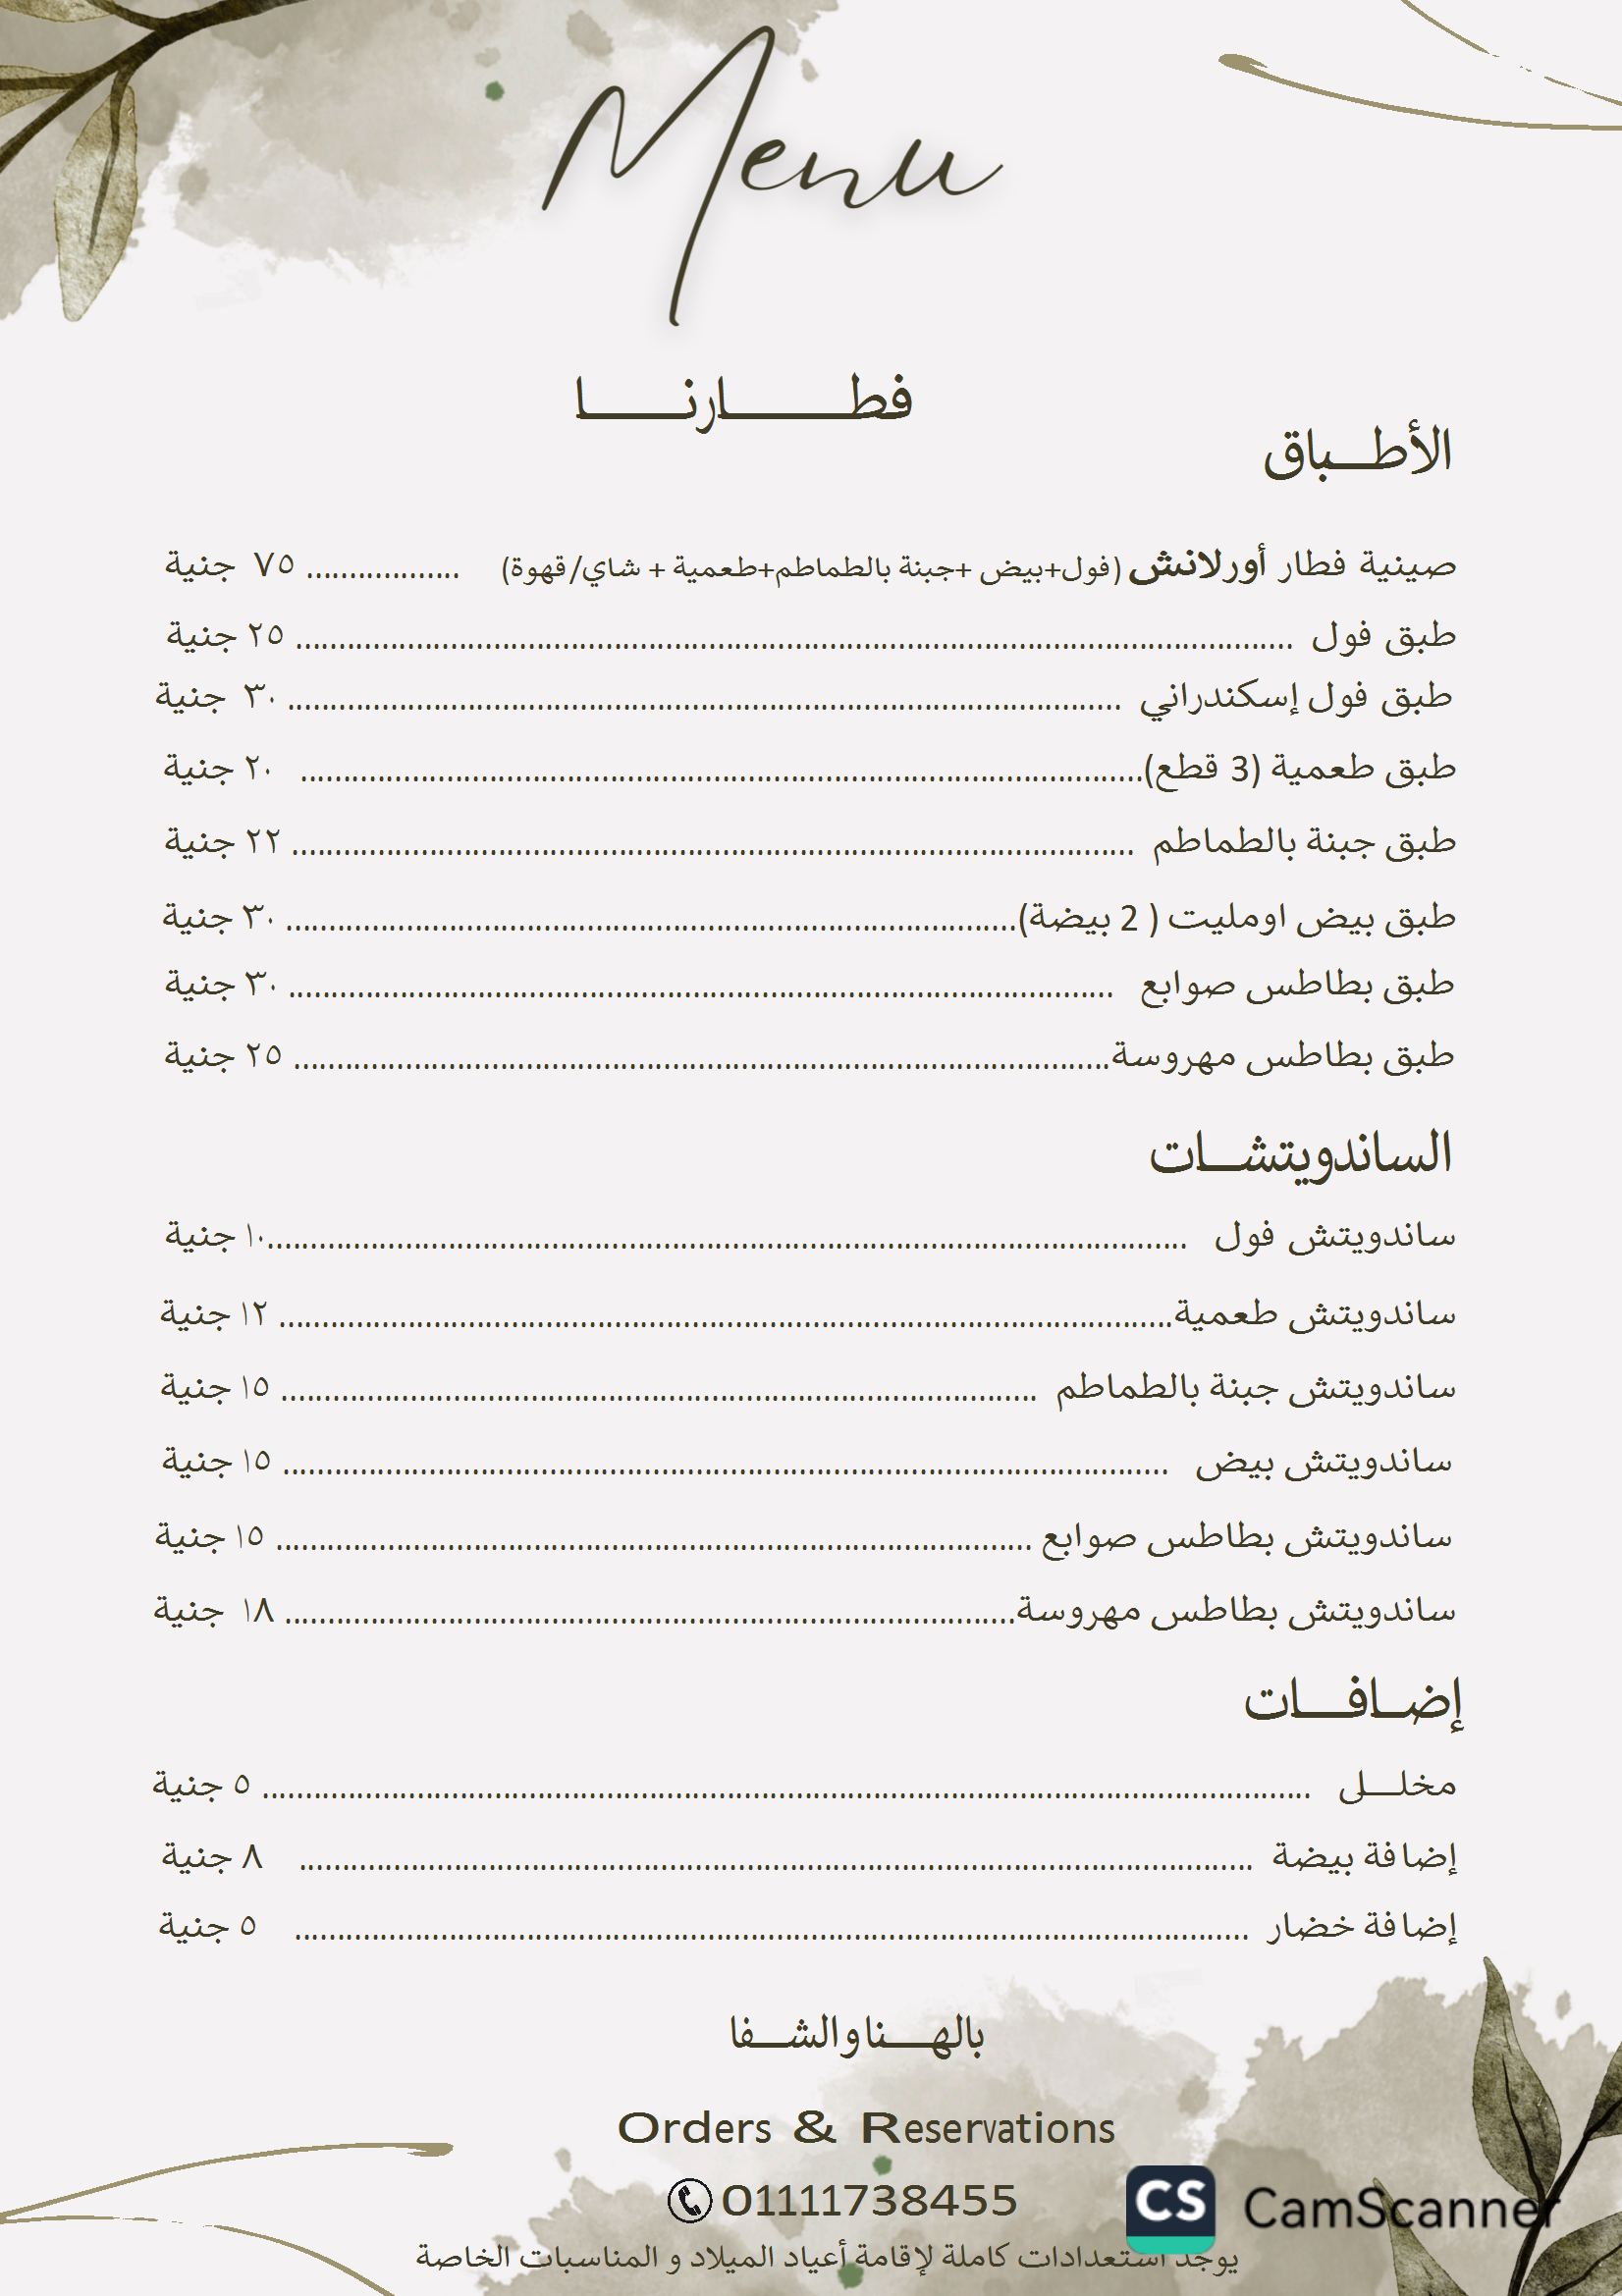 Menu
فطـــــارنــــا
الأطـــباق
صينية فطار أورلانش (فول+بيض +جبنة بالطماطم+طعمية + شاي/قهوة) .................. ٧٥ جنية
طبق فول ........................................ ٢٥ جنية
طبق فول إسكندراني ........................................ ٣٠ جنية
طبق طعمية (3 قطع)........................................ ٢٠ جنية
طبق جبنة بالطماطم ........................................ ٢٢ جنية
طبق بيض اومليت ( 2 بيضة)........................................ ٣٠ جنية
طبق بطاطس صوابع ........................................ ٣٠ جنية
طبق بطاطس مهروسة........................................ ٢٥ جنية
الساندويتشـــات
ساندويتش فول ........................................١٠ جنية
ساندويتش طعمية........................................ ١٢ جنية
ساندويتش جبنة بالطماطم ........................................ ١٥ جنية
ساندويتش بيض ........................................ ١٥ جنية
ساندويتش بطاطس صوابع ........................................ ١٥ جنية
ساندويتش بطاطس مهروسة........................................ ١٨ جنية
إضــافـــات
مخلـــل ........................................ ٥ جنية
إضافة بيضة ........................................ ٨ جنية
إضافة خضار ........................................ ٥ جنية
بالهـــنا والشـــفا
Orders & Reservations
01111738455
CS CamScanner
يوجد استعدادات كاملة لإقامة أعياد الميلاد و المناسبات الخاصة